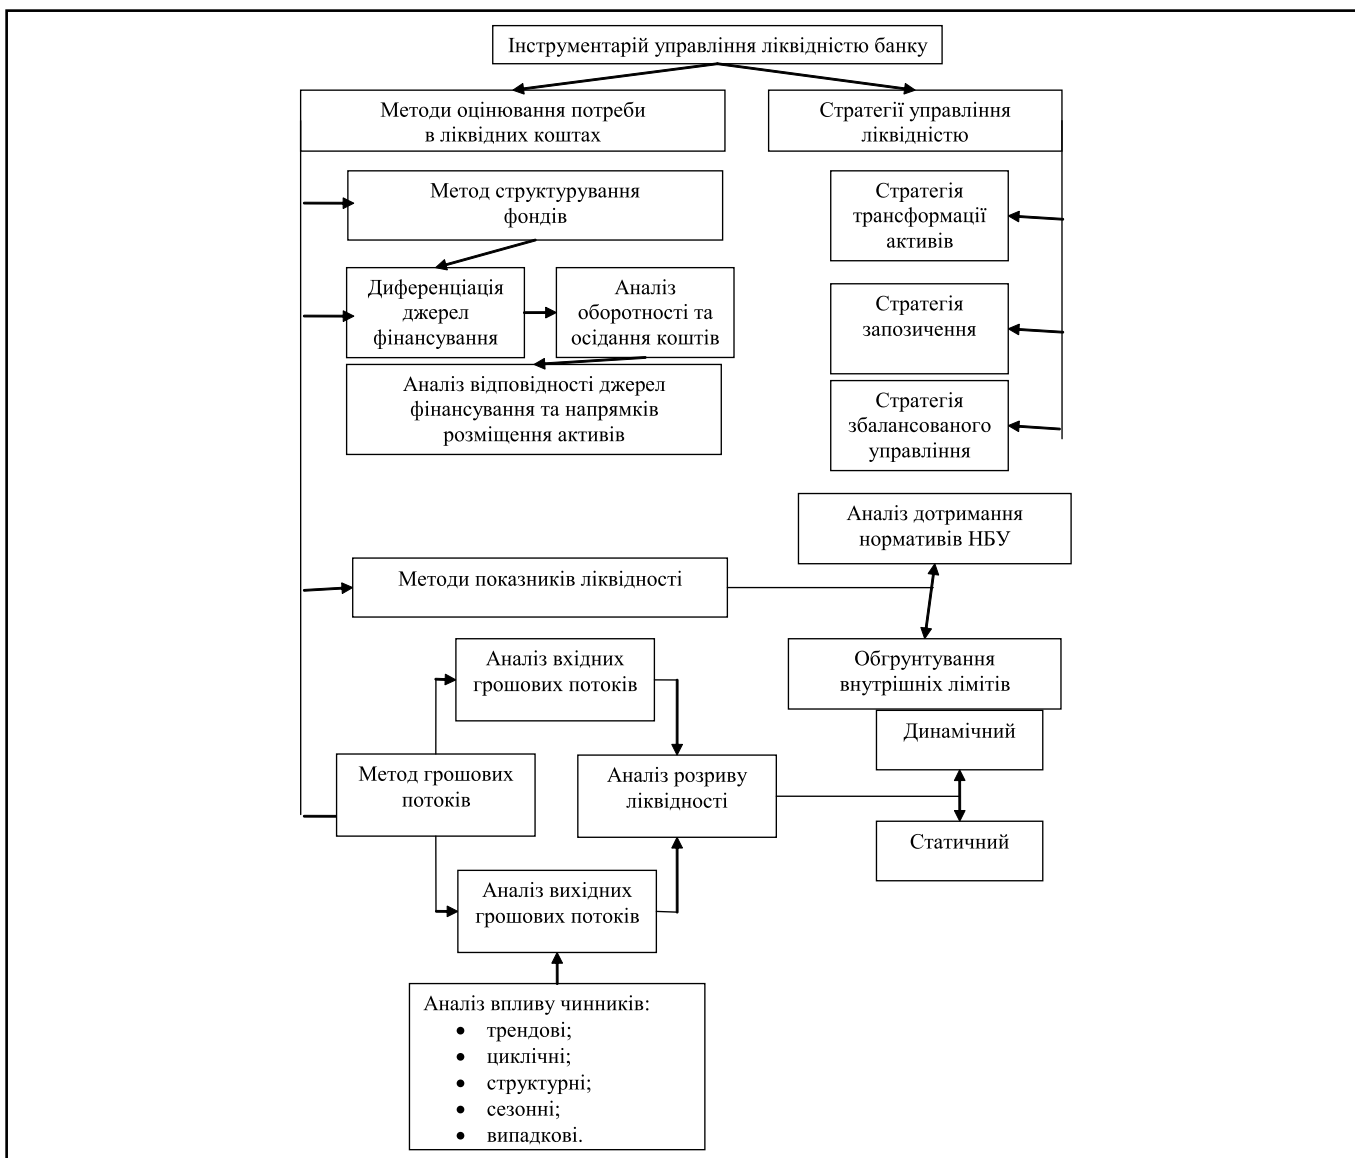 Інструментарій управління ліквідністю банку
Методи оцінювання потреби
в ліквідних коштах
Стратегії управління
ліквідністю
Метод структурування
фондів
Стратегія
трансформації
активів
Диференціація
джерел
фінансування
Аналіз
оборотності та
осідання коштів
Стратегія
запозичення
Аналіз відповідності джерел
фінансування та напрямків
розміщення активів
Стратегія
збалансованого
управління
Аналіз дотримання
нормативів НБУ
Методи показників ліквідності
Обгрунтування
внутрішніх лімітів
Аналіз вхідних
грошових потоків
Динамічний
Метод грошових
потоків
Аналіз розриву
ліквідності
Статичний
Аналіз вихідних
грошових потоків
Аналіз впливу чинників:
• трендові;
• циклічні;
• структурні;
• сезонні;
• випадкові.